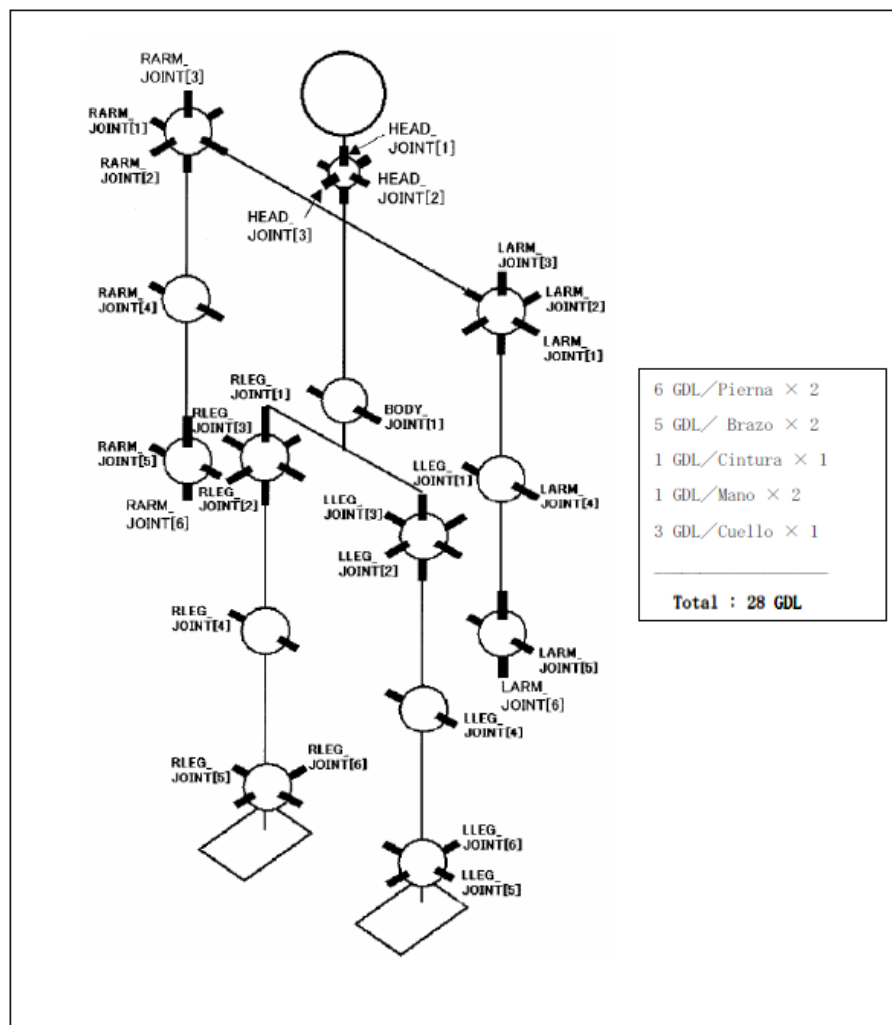 RARM_
JOINT[3]
RARM_
JOINT[1]
RARM_
JOINT[2]
HEAD_
JOINT[1]
HEAD_
JOINT[2]
HEAD_
JOINT[3]
LARM_
JOINT[3]
LARM_
JOINT[2]
LARM_
JOINT[1]
RARM_
JOINT[4]
RLEG_
JOINT[1]
RLEG_
JOINT[3]
BODY_
JOINT[1]
RARM_
JOINT[5]
RLEG_
JOINT[2]
RARM_
JOINT[6]
LLEG_
JOINT[1]
LLEG_
JOINT[3]
LARM_
JOINT[4]
LLEG_
JOINT[2]
RLEG_
JOINT[4]
LARM_
JOINT[5]
LARM_
JOINT[6]
LLEG_
JOINT[4]
RLEG_
JOINT[5]
RLEG_
JOINT[6]
LLEG_
JOINT[6]
LLEG_
JOINT[5]
6 GDL／Pierna × 2
5 GDL／ Brazo × 2
1 GDL／Cintura × 1
1 GDL／Mano × 2
3 GDL／Cuello × 1
Total : 28 GDL